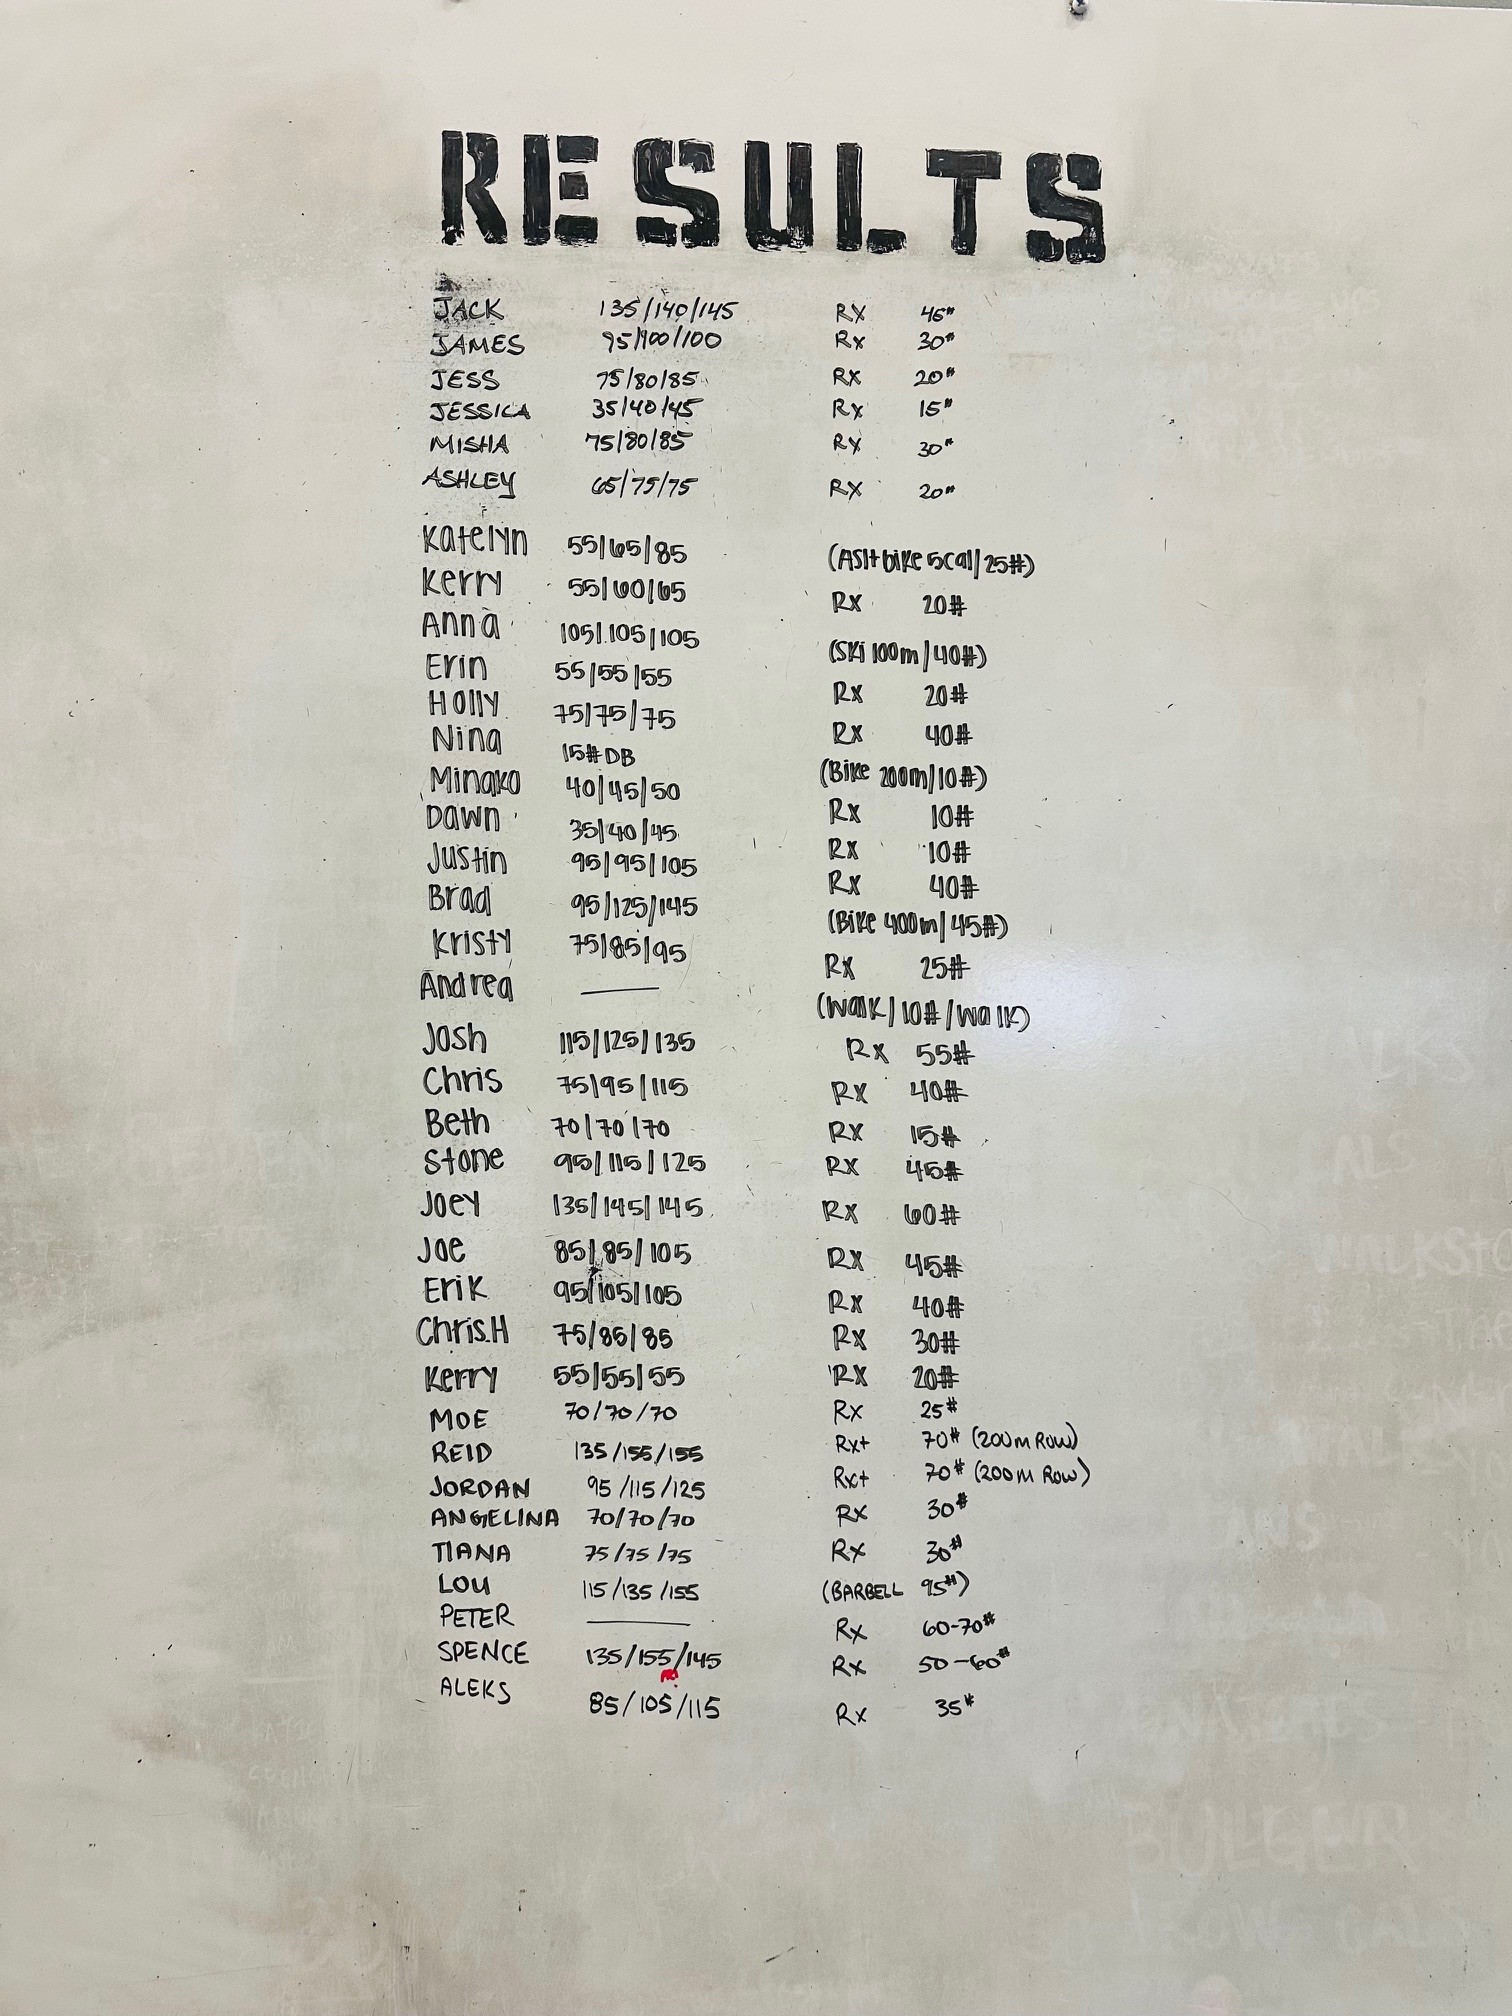 RESULTS
JACK 135/140/145 RX 45#
JAMES 95/100/100 Rx 30#
JESS 75/80/85 RX 20#
JESSICA 35/40/45 Rx 15#
MISHA 75/80/85 RX 30#
ASHLEY 65/75/75 RX 20#
Katelyn 55/65/85 (Aslt bike 5cal/25#)
Kerry 55/60/65 Rx 20#
Anna 105/105/105 (Ski 100m/40#)
Erin 55/55/55 Rx 20#
Holly 75/75/75 Rx 40#
Nina 15# DB (Bike 200m/10#)
Minako 40/45/50 Rx 10#
Dawn 35/40/45 Rx 10#
Justin 95/95/105 Rx 40#
Brad 95/125/145 (Bike 400m/45#)
Kristy 75/85/95 Rx 25#
Andrea — (Walk/10#/Walk)
Josh 115/125/135 Rx 55#
Chris 75/95/115 Rx 40#
Beth 70/70/70 Rx 15#
Stone 95/115/125 Rx 45#
Joey 135/145/145 Rx 60#
Joe 85/85/105 Rx 45#
Erik 95/105/105 Rx 40#
Chris.H 75/85/85 Rx 30#
Kerry 55/55/55 Rx 20#
MOE 70/70/70 Rx 25#
REID 135/155/155 Rx+ 70# (200m ROW)
JORDAN 95/115/125 Rx+ 70# (200m Row)
ANGELINA 70/70/70 Rx 30#
TIANA 75/75/75 Rx 30#
LOU 115/135/155 (BARBELL 95#)
PETER — Rx 60-70#
SPENCE 135/155/145 Rx 50-60#
ALEKS 85/105/115 Rx 35#